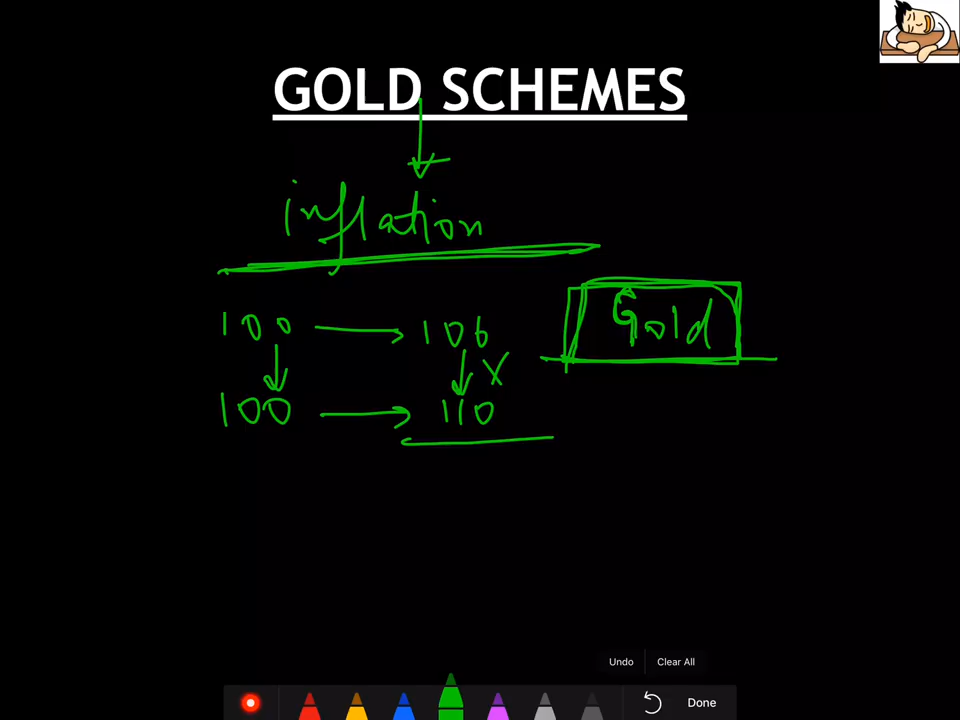 GOLD SCHEMES
inflation
100 → 106 Gold
100 → 110
Undo Clear All
Done